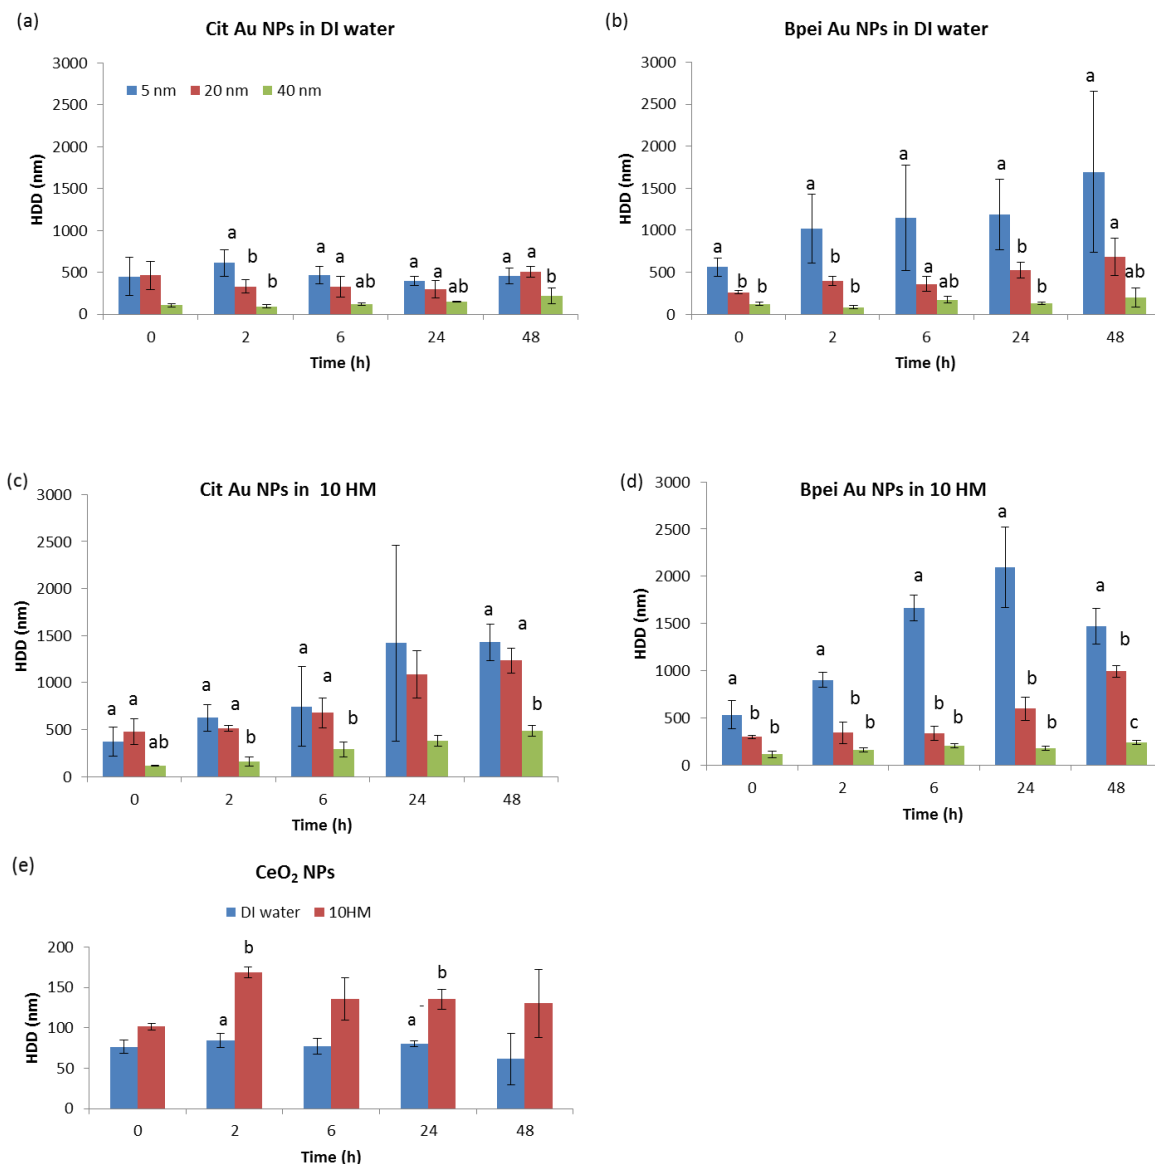 (a)
Cit Au NPs in DI water
5 nm 20 nm 40 nm
HDD (nm)
3000
2500
2000
1500
1000
500
0
a
b
b
a
a
ab
a
a
ab
a
a
b
0 2 6 24 48
Time (h)
(b)
Bpei Au NPs in DI water
HDD (nm)
3000
2500
2000
1500
1000
500
0
a
b
b
a
b
b
a
a
ab
a
b
b
a
a
ab
0 2 6 24 48
Time (h)
(c)
Cit Au NPs in 10 HM
HDD (nm)
3000
2500
2000
1500
1000
500
0
a
a
ab
a
a
b
a
a
b
a
a
b
0 2 6 24 48
Time (h)
(d)
Bpei Au NPs in 10 HM
HDD (nm)
3000
2500
2000
1500
1000
500
0
a
b
b
a
b
b
a
b
b
a
b
b
a
b
c
0 2 6 24 48
Time (h)
(e)
CeO₂ NPs
DI water 10HM
HDD (nm)
200
150
100
50
0
a
b
a
b
0 2 6 24 48
Time (h)